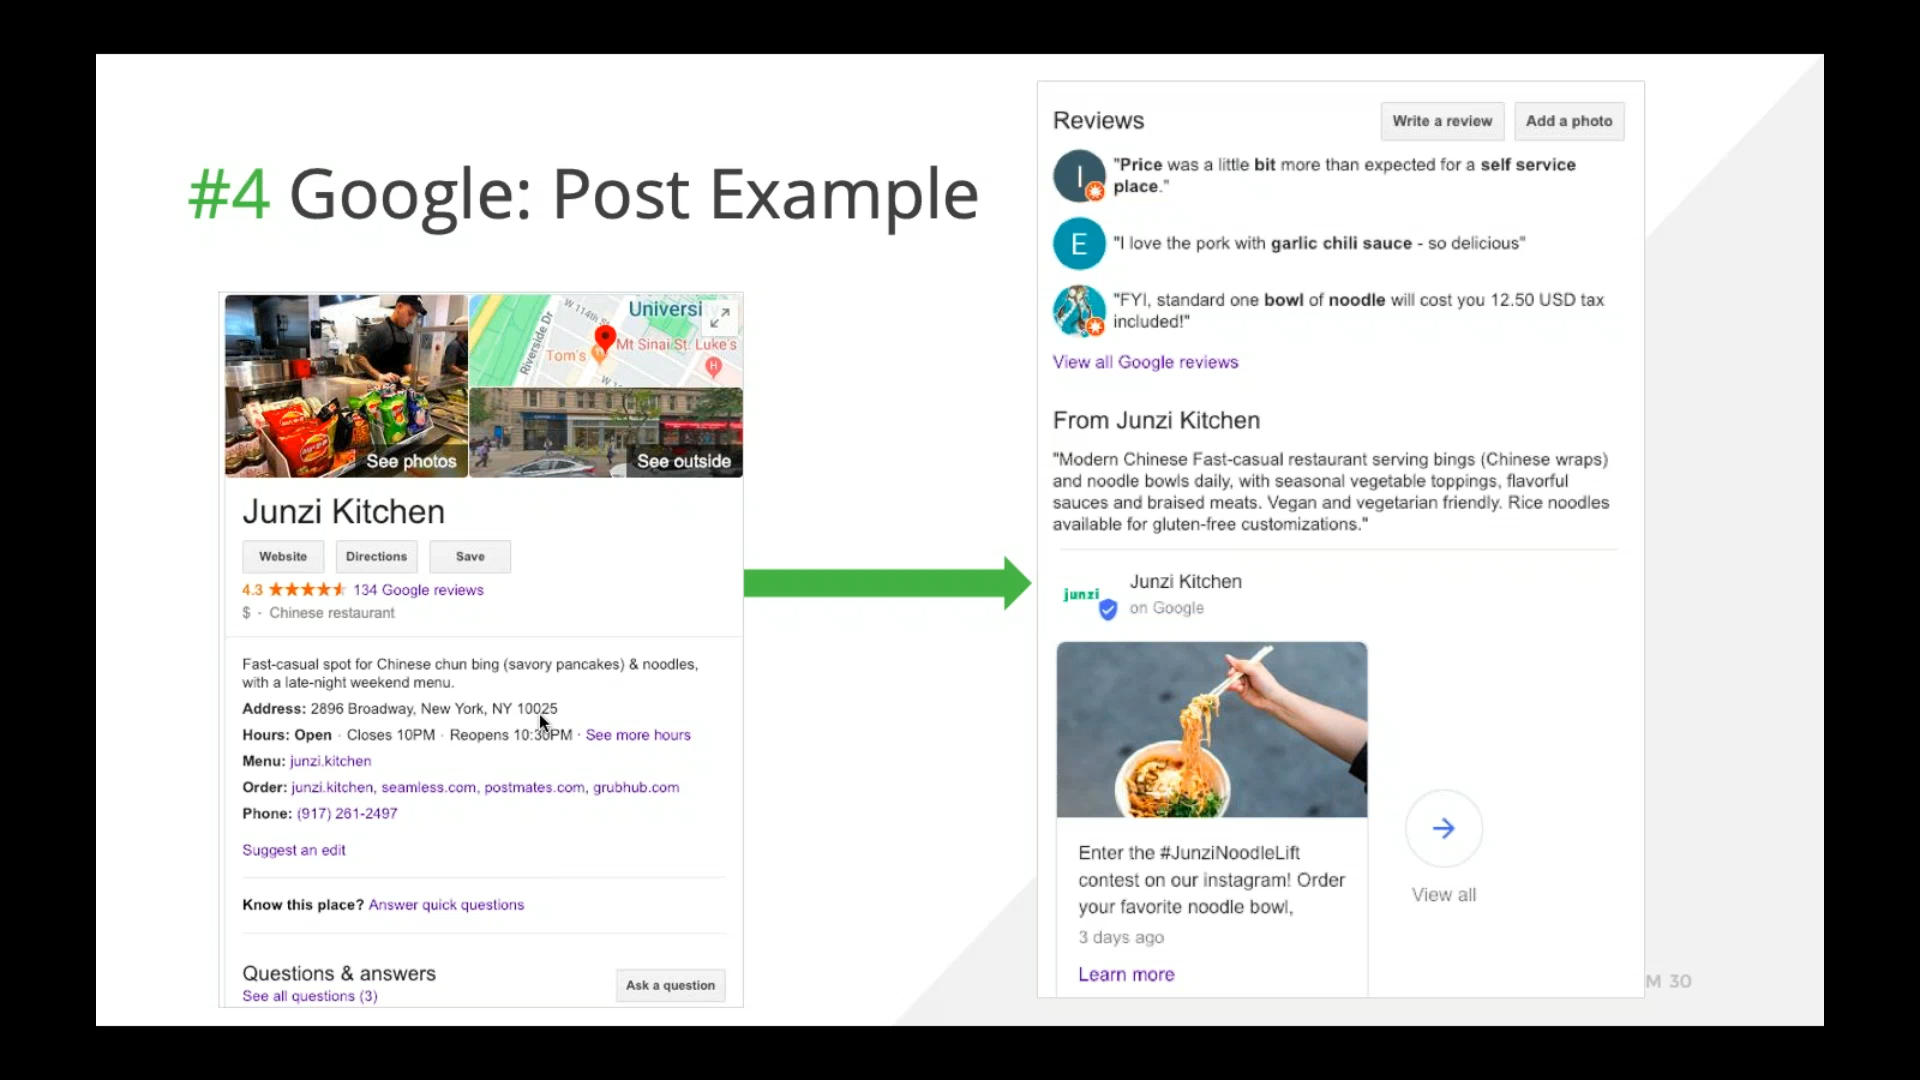 #4 Google: Post Example
Universi
W 114th St
Riverside Dr
Tom's
Mt Sinai St. Luke's
H
See photos
See outside
Junzi Kitchen
Website Directions Save
4.3 134 Google reviews
$ · Chinese restaurant
Fast-casual spot for Chinese chun bing (savory pancakes) & noodles,
with a late-night weekend menu.
Address: 2896 Broadway, New York, NY 10025
Hours: Open · Closes 10PM · Reopens 10:30PM · See more hours
Menu: junzi.kitchen
Order: junzi.kitchen, seamless.com, postmates.com, grubhub.com
Phone: (917) 261-2497
Suggest an edit
Know this place? Answer quick questions
Questions & answers
Ask a question
See all questions (3)
Reviews
Write a review Add a photo
I
"Price was a little bit more than expected for a self service
place."
E
"I love the pork with garlic chili sauce - so delicious"
"FYI, standard one bowl of noodle will cost you 12.50 USD tax
included!"
View all Google reviews
From Junzi Kitchen
"Modern Chinese Fast-casual restaurant serving bings (Chinese wraps)
and noodle bowls daily, with seasonal vegetable toppings, flavorful
sauces and braised meats. Vegan and vegetarian friendly. Rice noodles
available for gluten-free customizations."
junzi
Junzi Kitchen
on Google
Enter the #JunziNoodleLift
contest on our instagram! Order
your favorite noodle bowl,
3 days ago
Learn more
View all
M 30